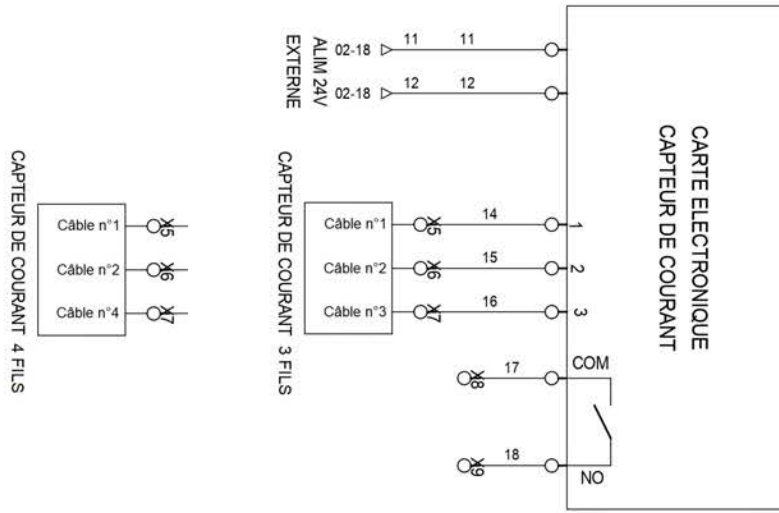 ALIM 24V
EXTERNE
02-18
11
11
02-18
12
12
CARTE ELECTRONIQUE
CAPTEUR DE COURANT
CAPTEUR DE COURANT 4 FILS
Câble n°1
X5
Câble n°2
X6
Câble n°4
X7
CAPTEUR DE COURANT 3 FILS
Câble n°1
X5
14
1
Câble n°2
X6
15
2
Câble n°3
X7
16
3
X8
17
COM
X9
18
NO